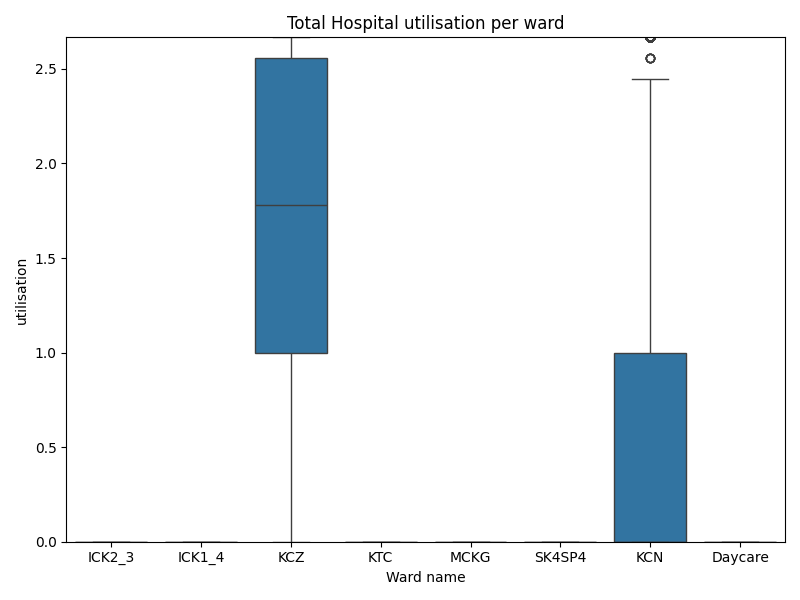 Total Hospital utilisation per ward
2.5
2.0
1.5
1.0
0.5
0.0
utilisation
ICK2_3 ICK1_4 KCZ KTC MCKG SK4SP4 KCN Daycare
Ward name